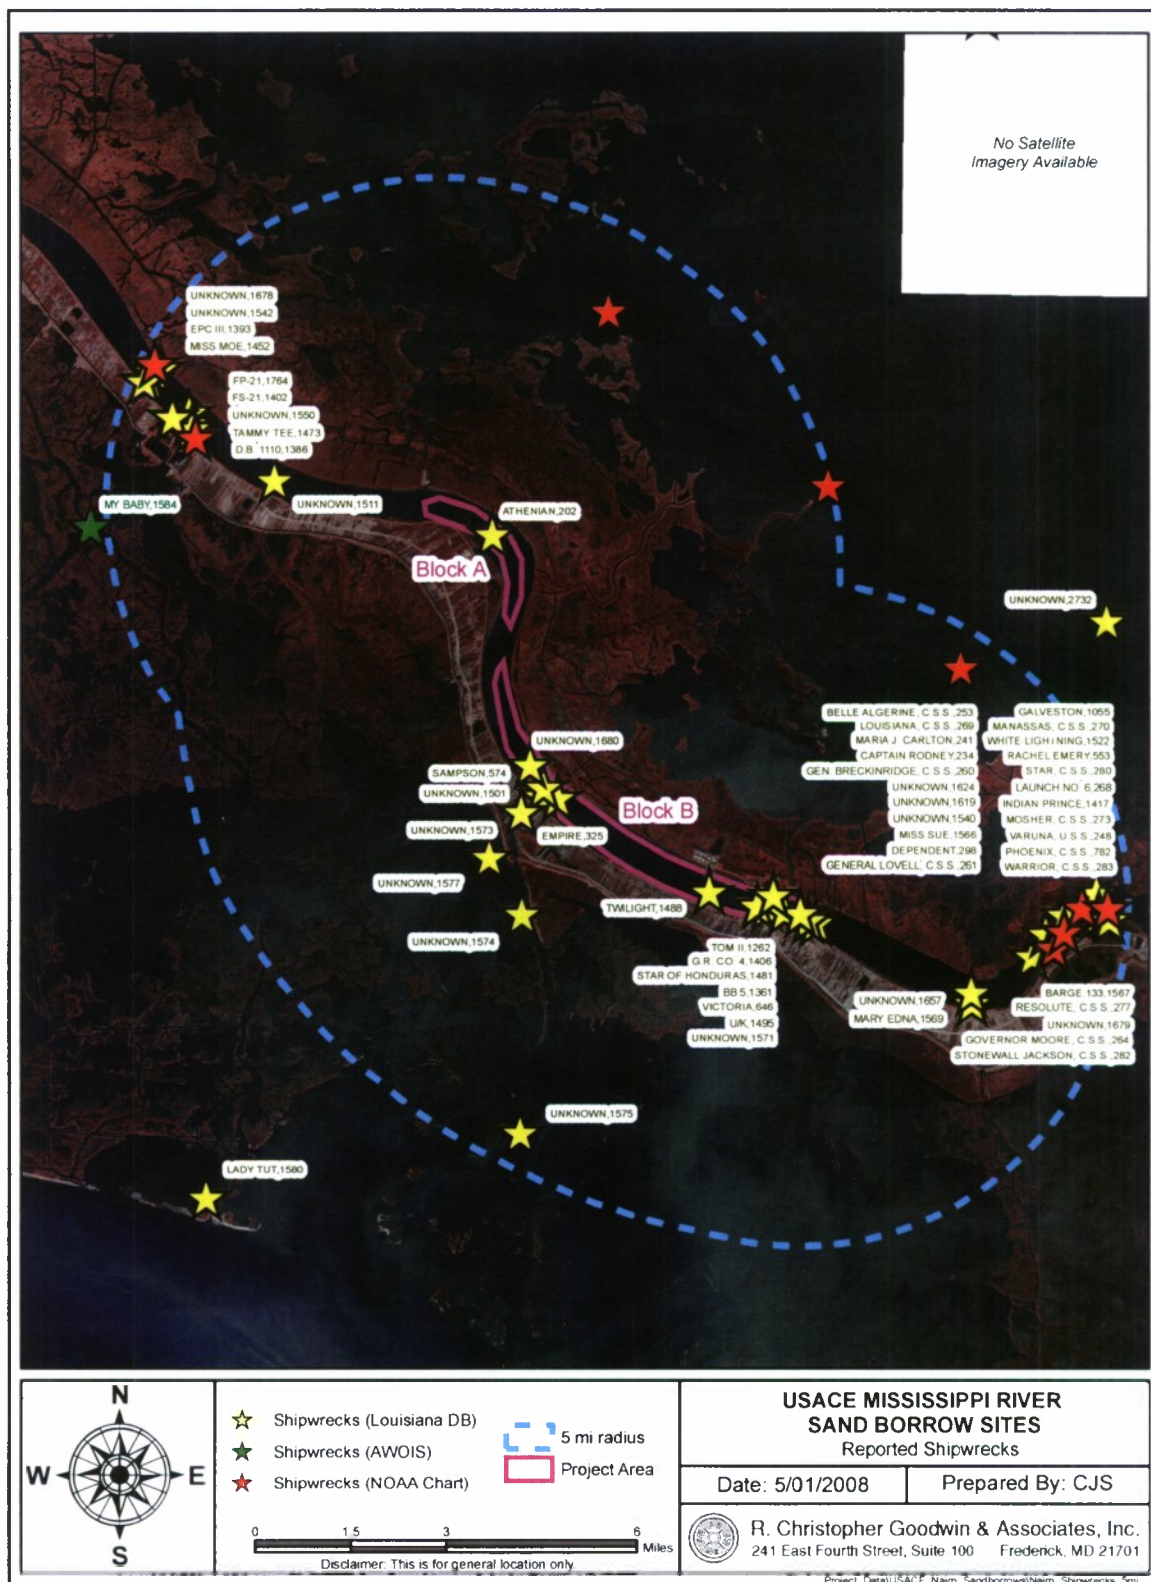 No Satellite
Imagery Available
UNKNOWN,1678
UNKNOWN,1542
EPC III,1393
MISS MOE,1452
FP-21,1764
FS-21,1402
UNKNOWN,1550
TAMMY TEE,1473
D.B. 1110,1386
MY BABY,1584
UNKNOWN,1511
ATHENIAN,202
Block A
UNKNOWN,2732
UNKNOWN,1680
SAMPSON,574
UNKNOWN,1501
UNKNOWN,1573
EMPIRE,325
Block B
UNKNOWN,1577
UNKNOWN,1574
TWILIGHT,1488
BELLE ALGERINE, C.S.S.,253
LOUISIANA, C.S.S.,269
MARIA J. CARLTON,241
CAPTAIN RODNEY,234
GEN. BRECKINRIDGE, C.S.S.,260
UNKNOWN,1624
UNKNOWN,1619
UNKNOWN,1540
MISS SUE,1566
DEPENDENT,298
GENERAL LOVELL, C.S.S.,261
GALVESTON,1055
MANASSAS, C.S.S.,270
WHITE LIGHTNING,1522
RACHEL EMERY,553
STAR, C.S.S.,280
LAUNCH NO. 6,268
INDIAN PRINCE,1417
MOSHER, C.S.S.,273
VARUNA, U.S.S.,248
PHOENIX, C.S.S.,782
WARRIOR, C.S.S.,283
TOM II,1262
G.R. CO. 4,1406
STAR OF HONDURAS,1481
BB 5,1361
VICTORIA,646
U/K,1495
UNKNOWN,1571
UNKNOWN,1657
MARY EDNA,1569
BARGE 133,1567
RESOLUTE, C.S.S.,277
UNKNOWN,1679
GOVERNOR MOORE, C.S.S.,264
STONEWALL JACKSON, C.S.S.,282
UNKNOWN,1575
LADY TUT,1580
N
W E
S
Shipwrecks (Louisiana DB)
Shipwrecks (AWOIS)
Shipwrecks (NOAA Chart)
5 mi radius
Project Area
0 1.5 3 6
Miles
Disclaimer: This is for general location only.
USACE MISSISSIPPI RIVER
SAND BORROW SITES
Reported Shipwrecks
Date: 5/01/2008
Prepared By: CJS
R. Christopher Goodwin & Associates, Inc.
241 East Fourth Street, Suite 100 Frederick, MD 21701